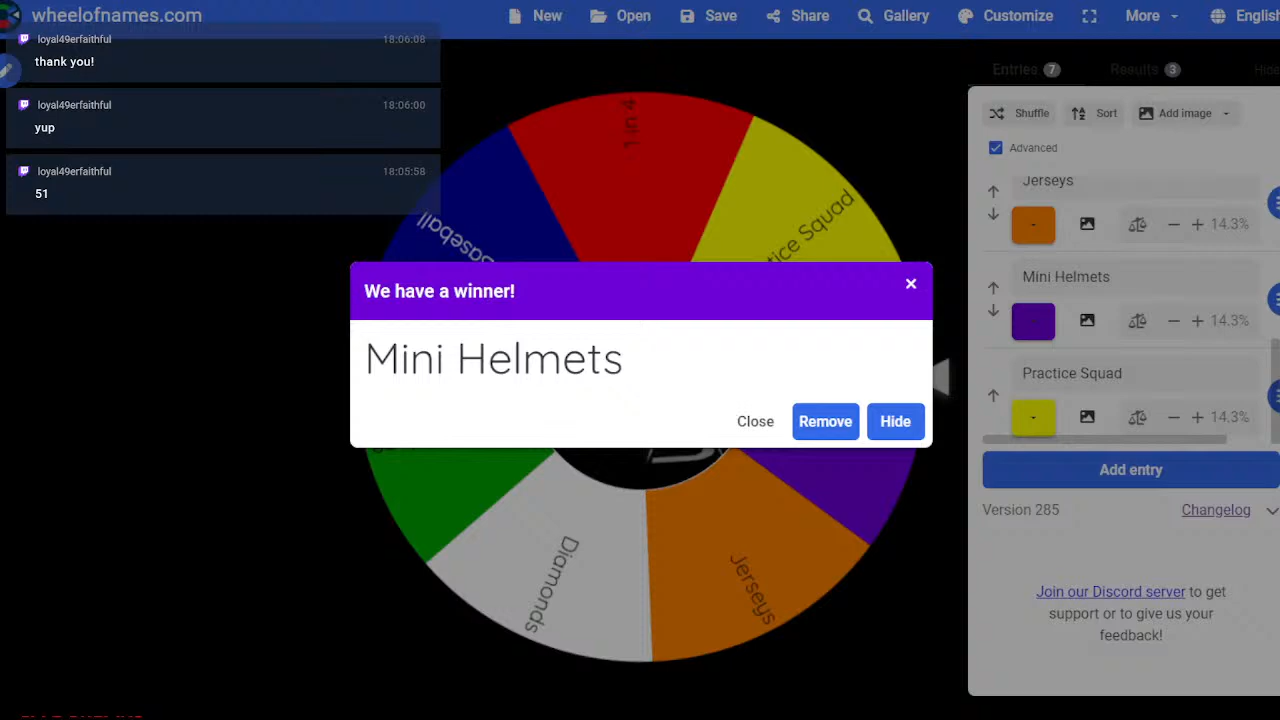 wheelofnames.com
New
Open
Save
Share
Gallery
Customize
More
English
loyal49erfaithful
18:06:08
thank you!
loyal49erfaithful
18:06:00
yup
loyal49erfaithful
18:05:58
51
Entries 7
Results 3
Shuffle
Sort
Add image
Advanced
Jerseys
14.3%
Mini Helmets
14.3%
Practice Squad
14.3%
Add entry
Version 285
Changelog
Join our Discord server to get
support or to give us your
feedback!
We have a winner!
Mini Helmets
Close
Remove
Hide
Baseball
Diamonds
Jerseys